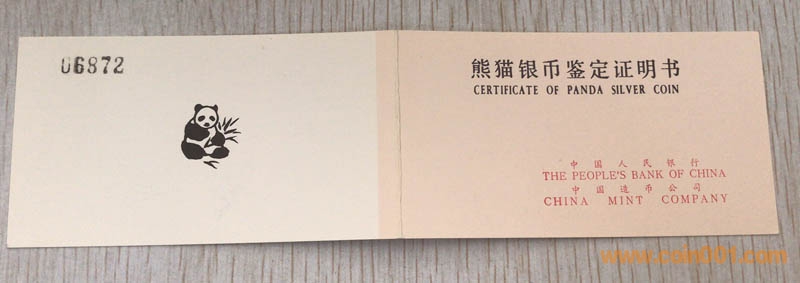 06872
熊猫银币鉴定证明书
CERTIFICATE OF PANDA SILVER COIN
中国人民银行
THE PEOPLE'S BANK OF CHINA
中国造币公司
CHINA MINT COMPANY
www.coin001.com